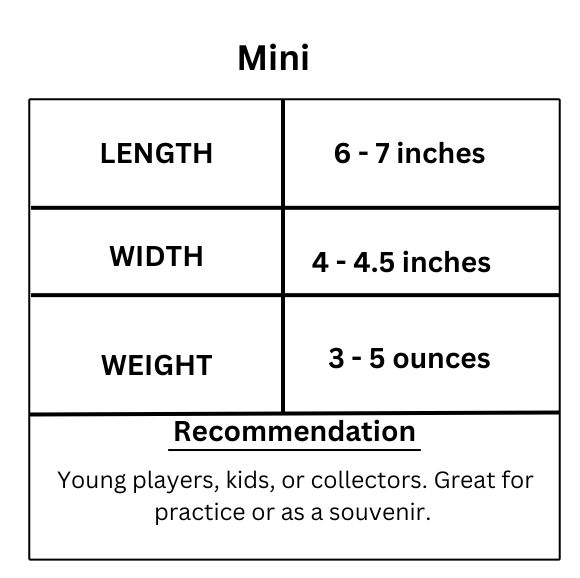 Mini
LENGTH
6 - 7 inches
WIDTH
4 - 4.5 inches
WEIGHT
3 - 5 ounces
Recommendation
Young players, kids, or collectors. Great for
practice or as a souvenir.